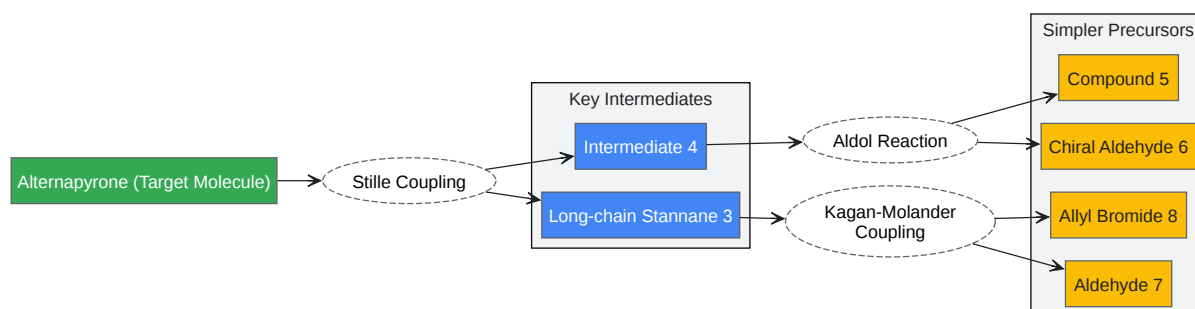 Simpler Precursors
Compound 5
Key Intermediates
Intermediate 4
Aldol Reaction
Chiral Aldehyde 6
Alternapyrone (Target Molecule)
Stille Coupling
Long-chain Stannane 3
Kagan-Molander
Coupling
Allyl Bromide 8
Aldehyde 7